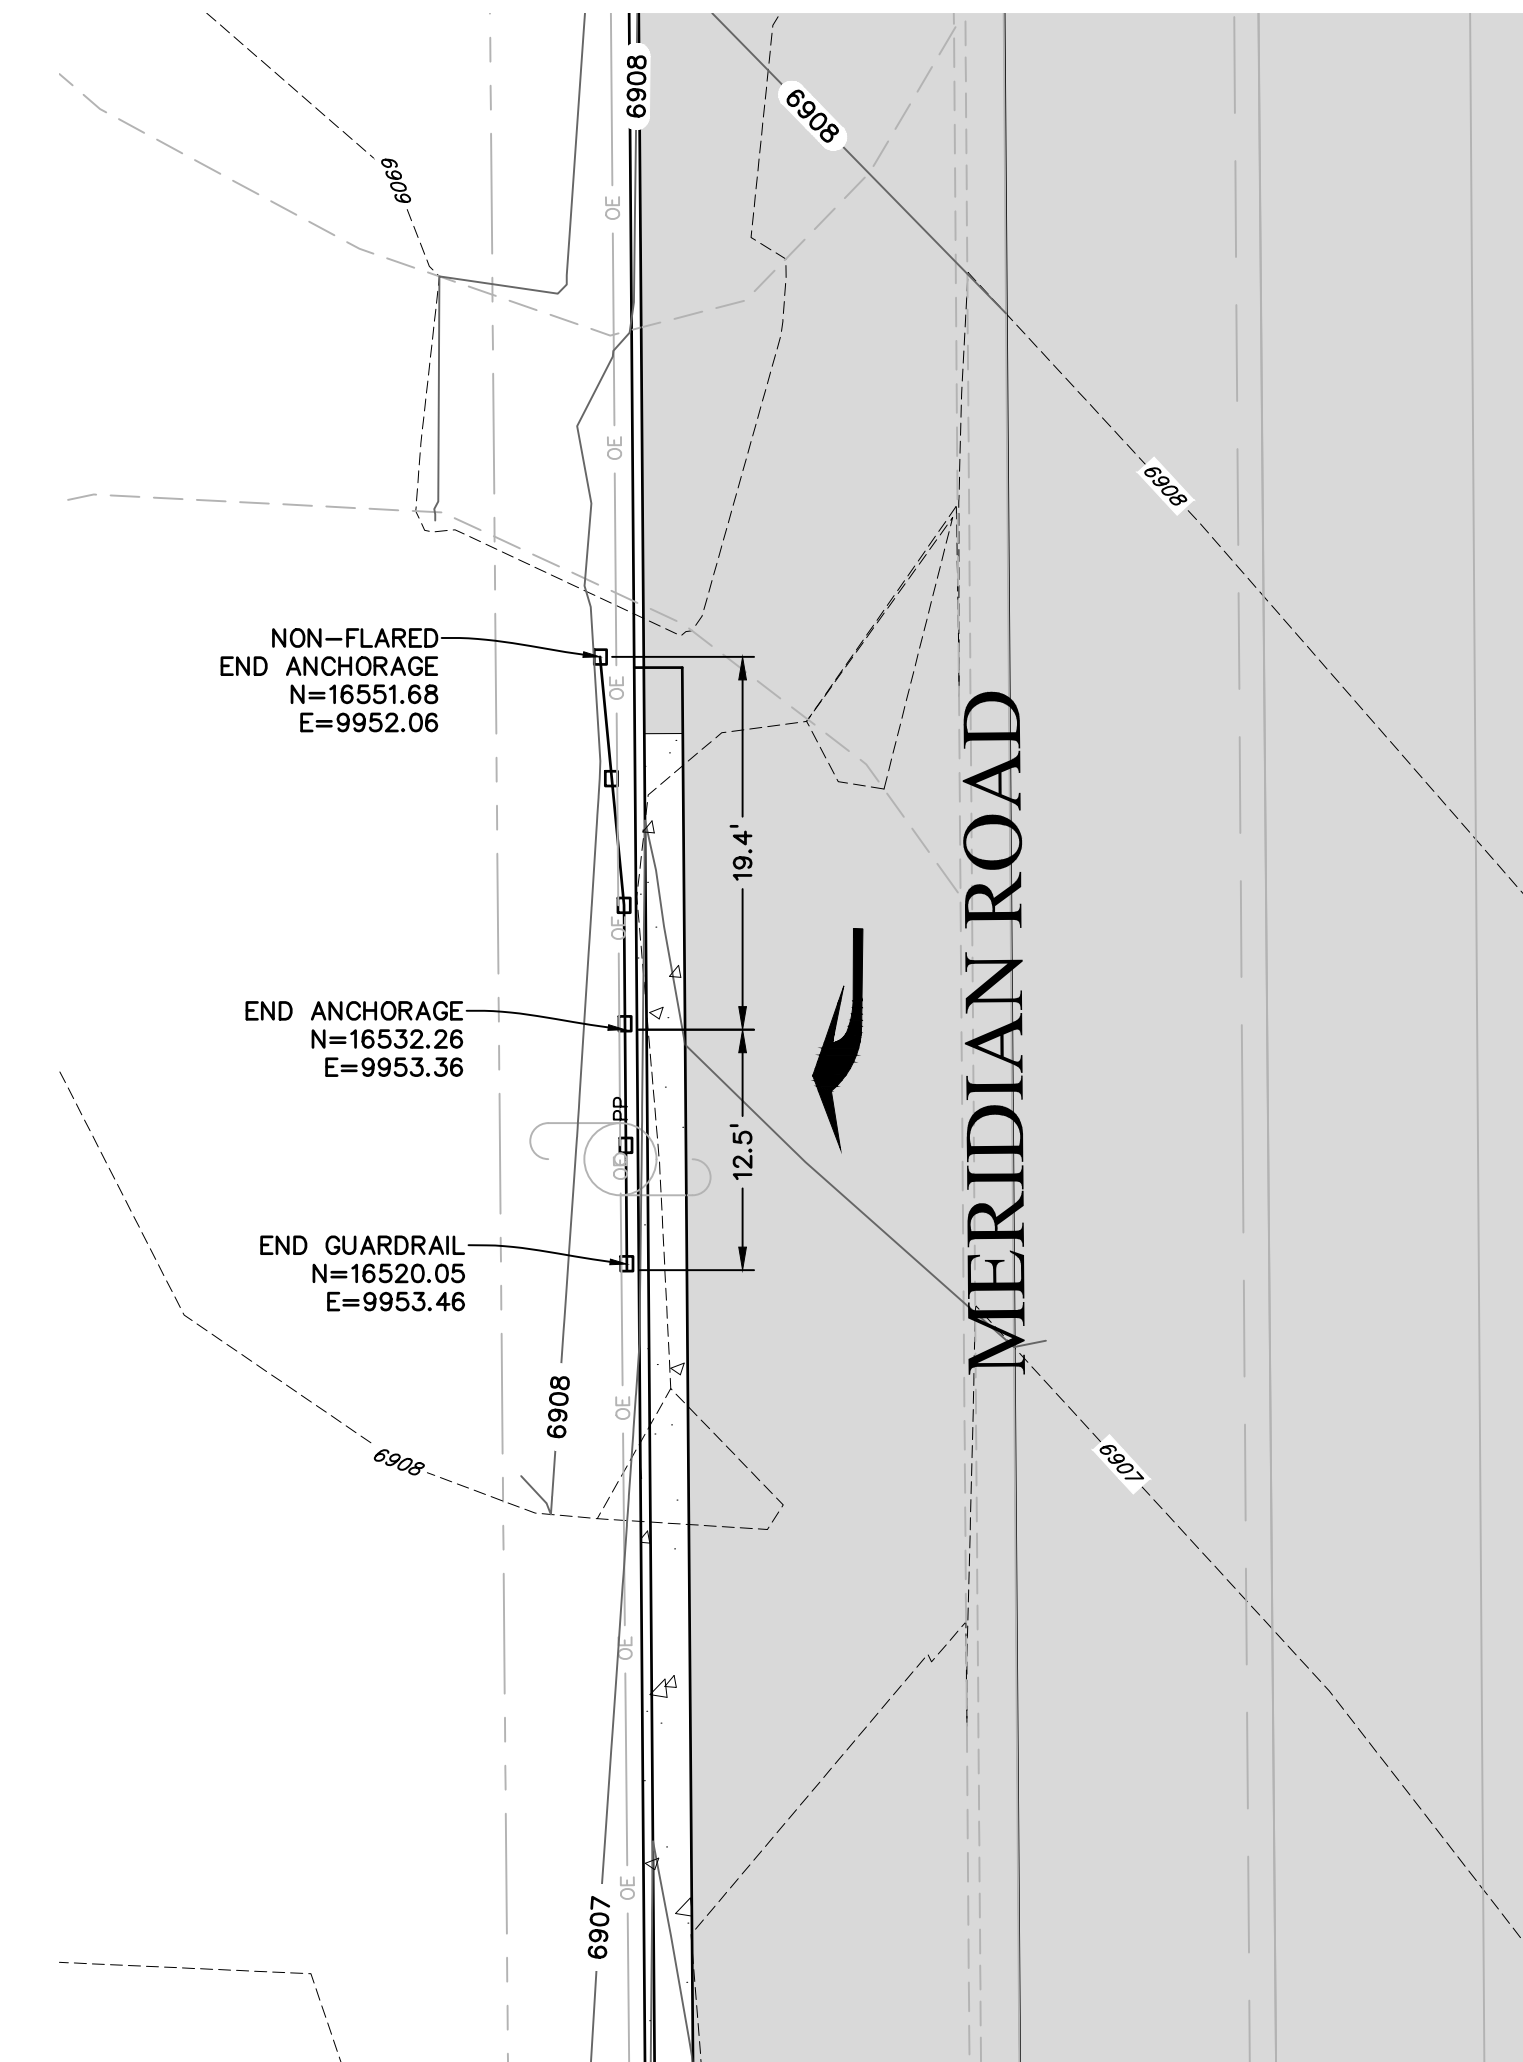 6908
6908
6909
OE
OE
6908
NON-FLARED
END ANCHORAGE
N=16551.68
E=9952.06
OE
19.4'
MERIDIAN ROAD
OE
END ANCHORAGE
N=16532.26
E=9953.36
PP
12.5'
OE
END GUARDRAIL
N=16520.05
E=9953.46
6908
OE
6908
6907
OE
OE
6907